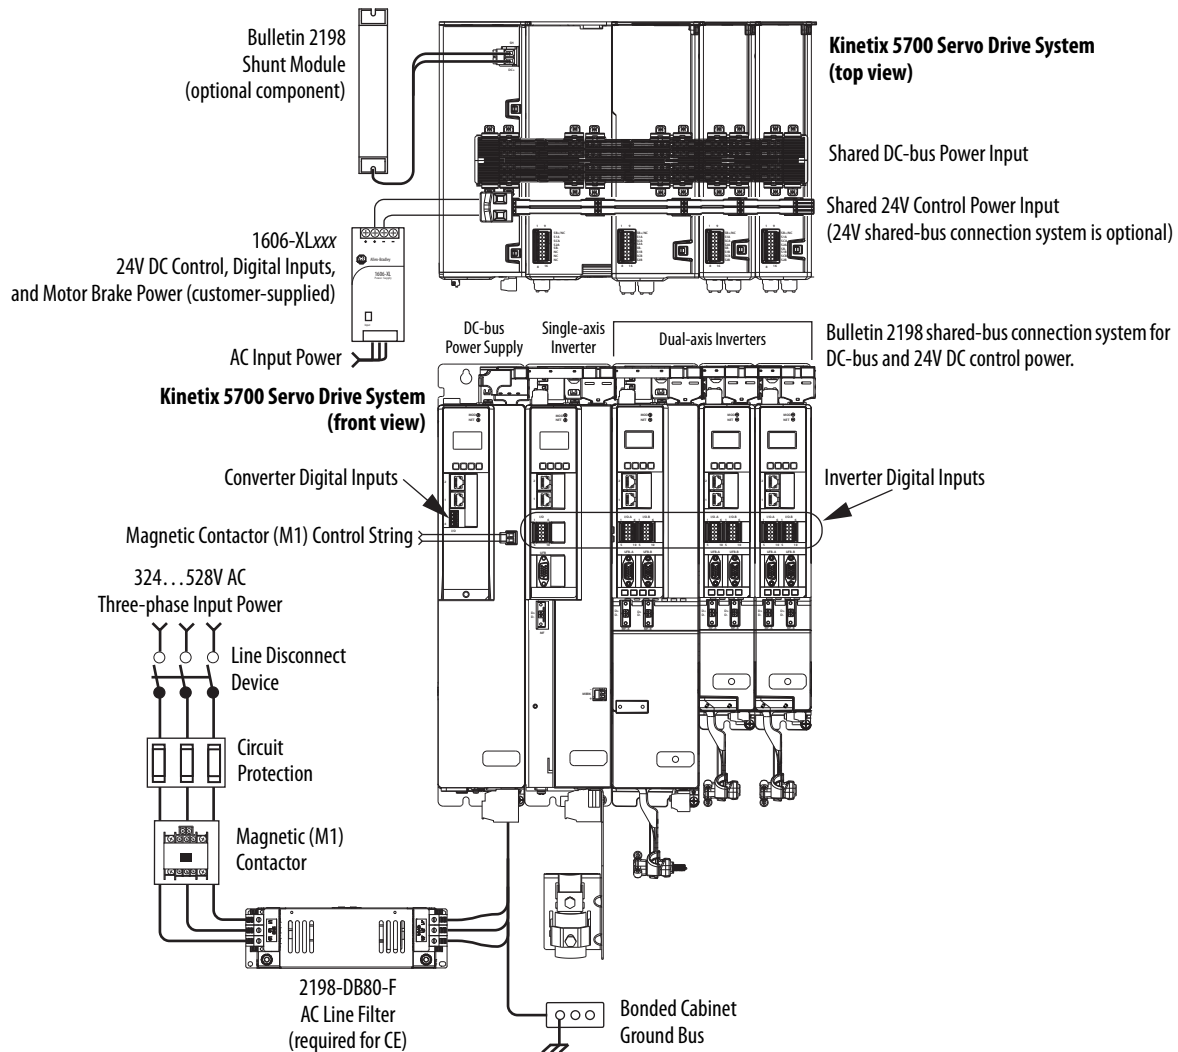 Bulletin 2198
Shunt Module
(optional component)
Kinetix 5700 Servo Drive System
(top view)
Shared DC-bus Power Input
Shared 24V Control Power Input
(24V shared-bus connection system is optional)
1606-XLxxx
24V DC Control, Digital Inputs,
and Motor Brake Power (customer-supplied)
Allen-Bradley
1606-XL
AC Input Power
DC-bus
Power Supply
Single-axis
Inverter
Dual-axis Inverters
Bulletin 2198 shared-bus connection system for
DC-bus and 24V DC control power.
Kinetix 5700 Servo Drive System
(front view)
Converter Digital Inputs
Inverter Digital Inputs
Magnetic Contactor (M1) Control String
324...528V AC
Three-phase Input Power
Line Disconnect
Device
Circuit
Protection
Magnetic (M1)
Contactor
2198-DB80-F
AC Line Filter
(required for CE)
Bonded Cabinet
Ground Bus